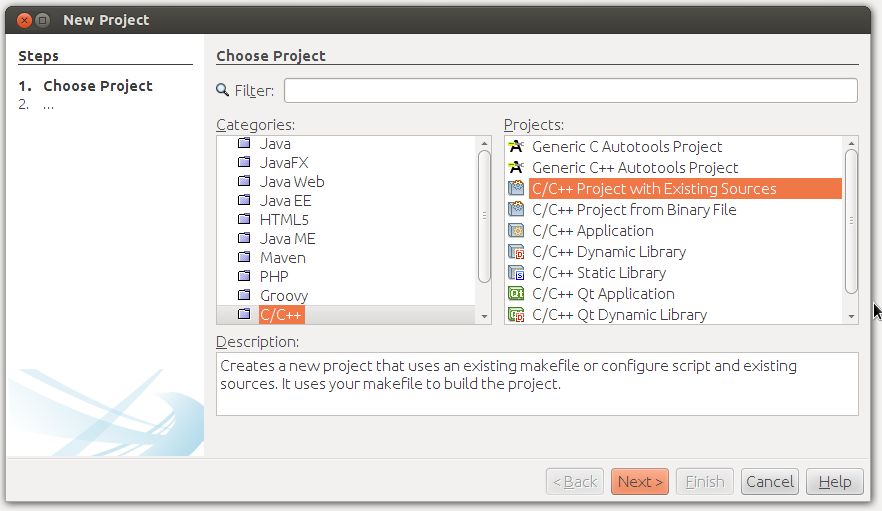 New Project
Steps
1. Choose Project
2. ...
Choose Project
Filter:
Categories:
Java
JavaFX
Java Web
Java EE
HTML5
Java ME
Maven
PHP
Groovy
C/C++
Projects:
Generic C Autotools Project
Generic C++ Autotools Project
C/C++ Project with Existing Sources
C/C++ Project from Binary File
C/C++ Application
C/C++ Dynamic Library
C/C++ Static Library
C/C++ Qt Application
C/C++ Qt Dynamic Library
Description:
Creates a new project that uses an existing makefile or configure script and existing
sources. It uses your makefile to build the project.
< Back Next > Finish Cancel Help